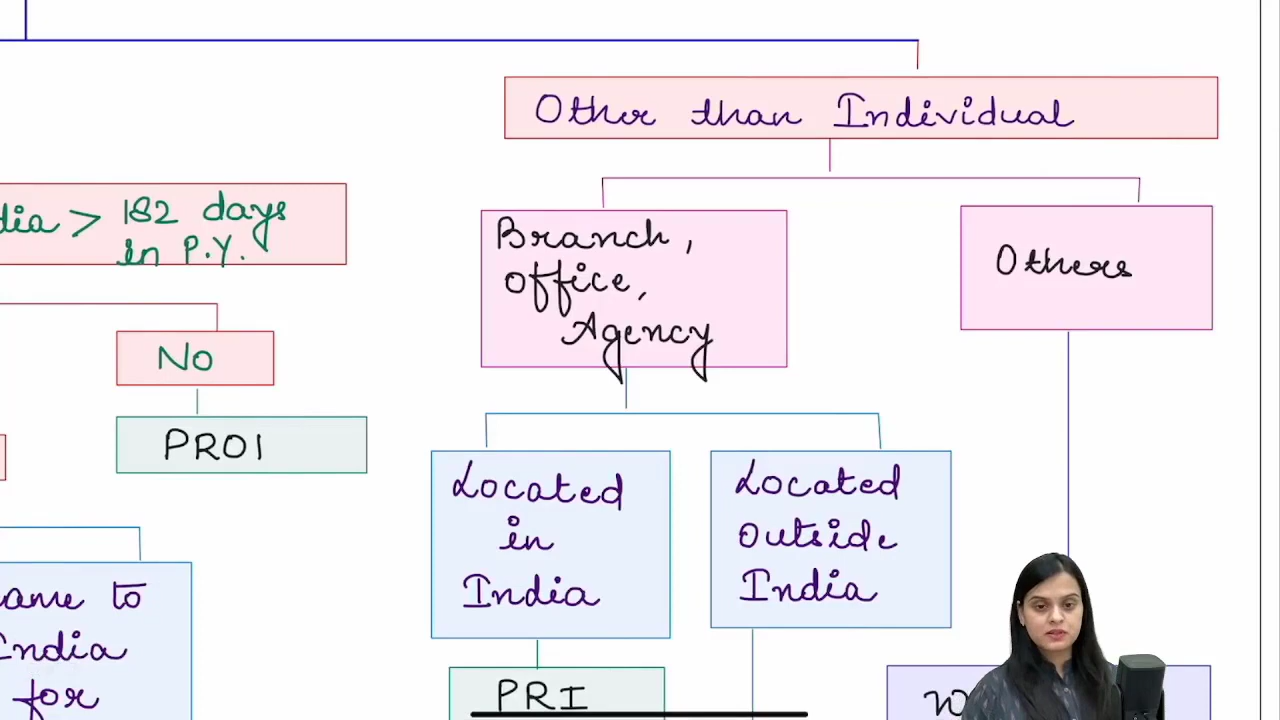 Other than Individual
dia > 182 days
in P.Y.
Branch,
Office,
Agency
Others
No
PROI
Located
in
India
Located
outside
India
ame to
India
for
PRI